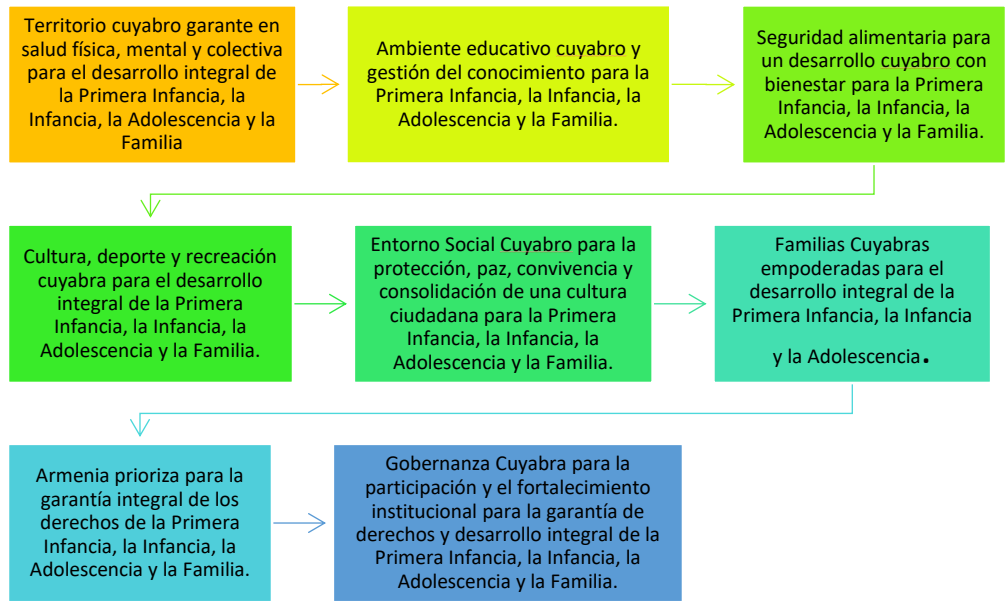 Territorio cuyabro garante en
salud física, mental y colectiva
para el desarrollo integral de
la Primera Infancia, la
Infancia, la Adolescencia y la
Familia
Ambiente educativo cuyabro y
gestión del conocimiento para la
Primera Infancia, la Infancia, la
Adolescencia y la Familia.
Seguridad alimentaria para
un desarrollo cuyabro con
bienestar para la Primera
Infancia, la Infancia, la
Adolescencia y la Familia.
Cultura, deporte y recreación
cuyabra para el desarrollo
integral de la Primera
Infancia, la Infancia, la
Adolescencia y la Familia.
Entorno Social Cuyabro para la
protección, paz, convivencia y
consolidación de una cultura
ciudadana para la Primera
Infancia, la Infancia, la
Adolescencia y la Familia.
Familias Cuyabras
empoderadas para el
desarrollo integral de la
Primera Infancia, la Infancia
y la Adolescencia.
Armenia prioriza para la
garantía integral de los
derechos de la Primera
Infancia, la Infancia, la
Adolescencia y la Familia.
Gobernanza Cuyabra para la
participación y el fortalecimiento
institucional para la garantía de
derechos y desarrollo integral de la
Primera Infancia, la Infancia, la
Adolescencia y la Familia.